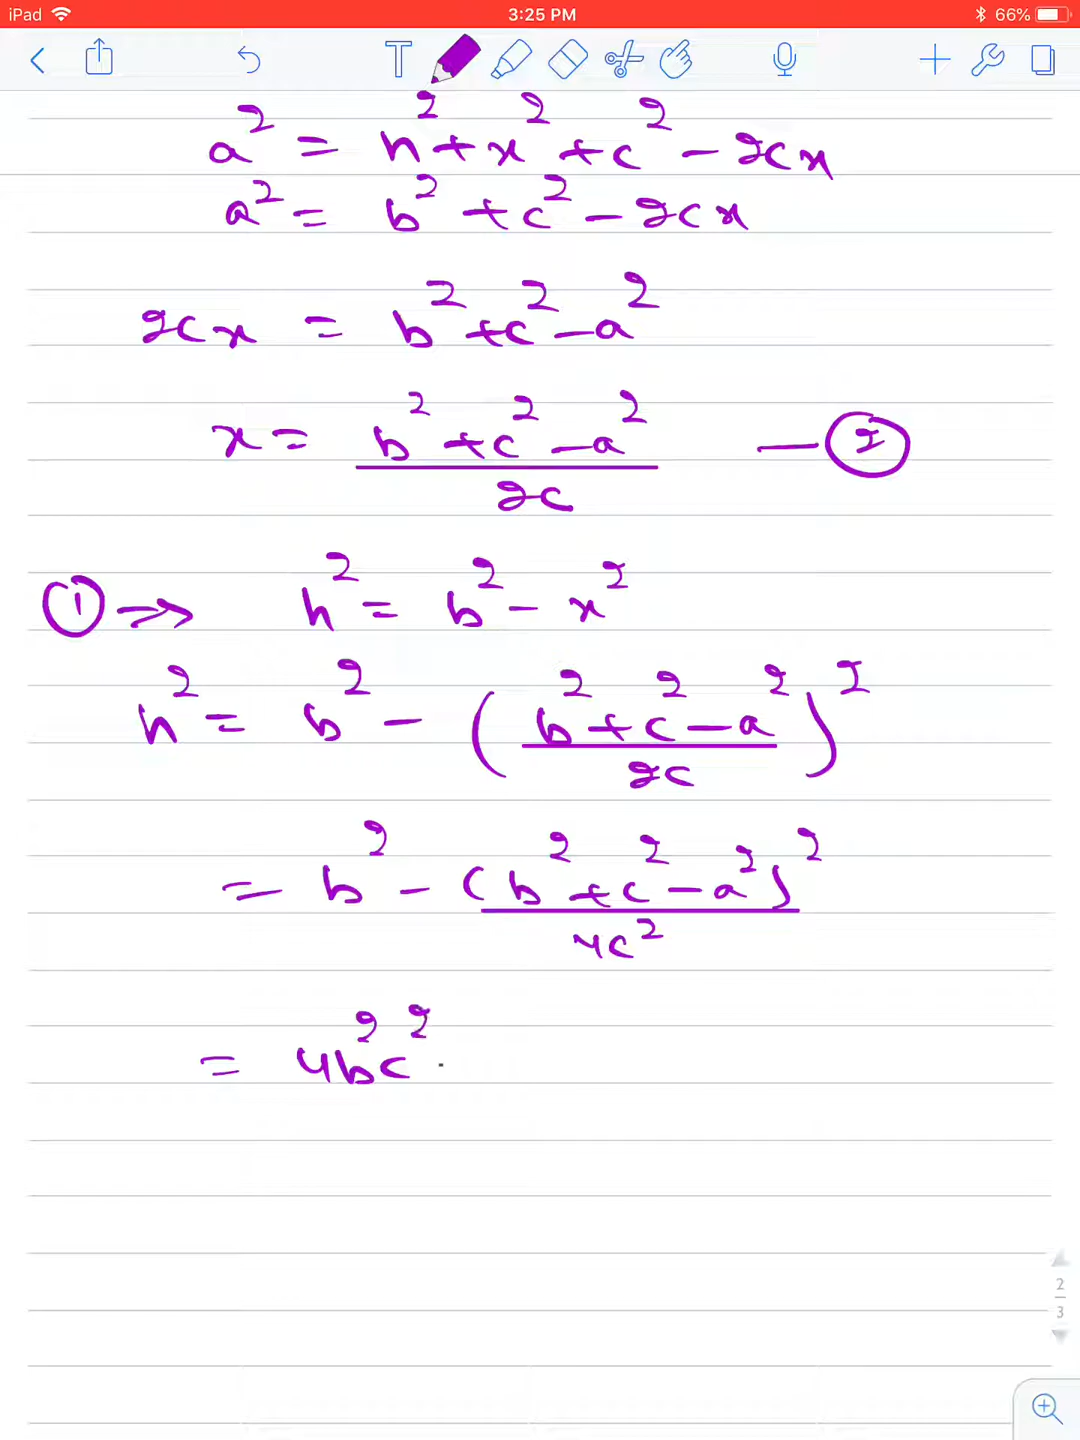 iPad 3:25 PM 66%
T
a² = h² + x² + c² - 2cx
a² = b² + c² - 2cx
2cx = b² + c² - a²
x = (b² + c² - a²)/2c — ②
① → h² = b² - x²
h² = b² - ((b² + c² - a²)/2c)²
= b² - (b² + c² - a²)²/4c²
= 4b²c²
2
3